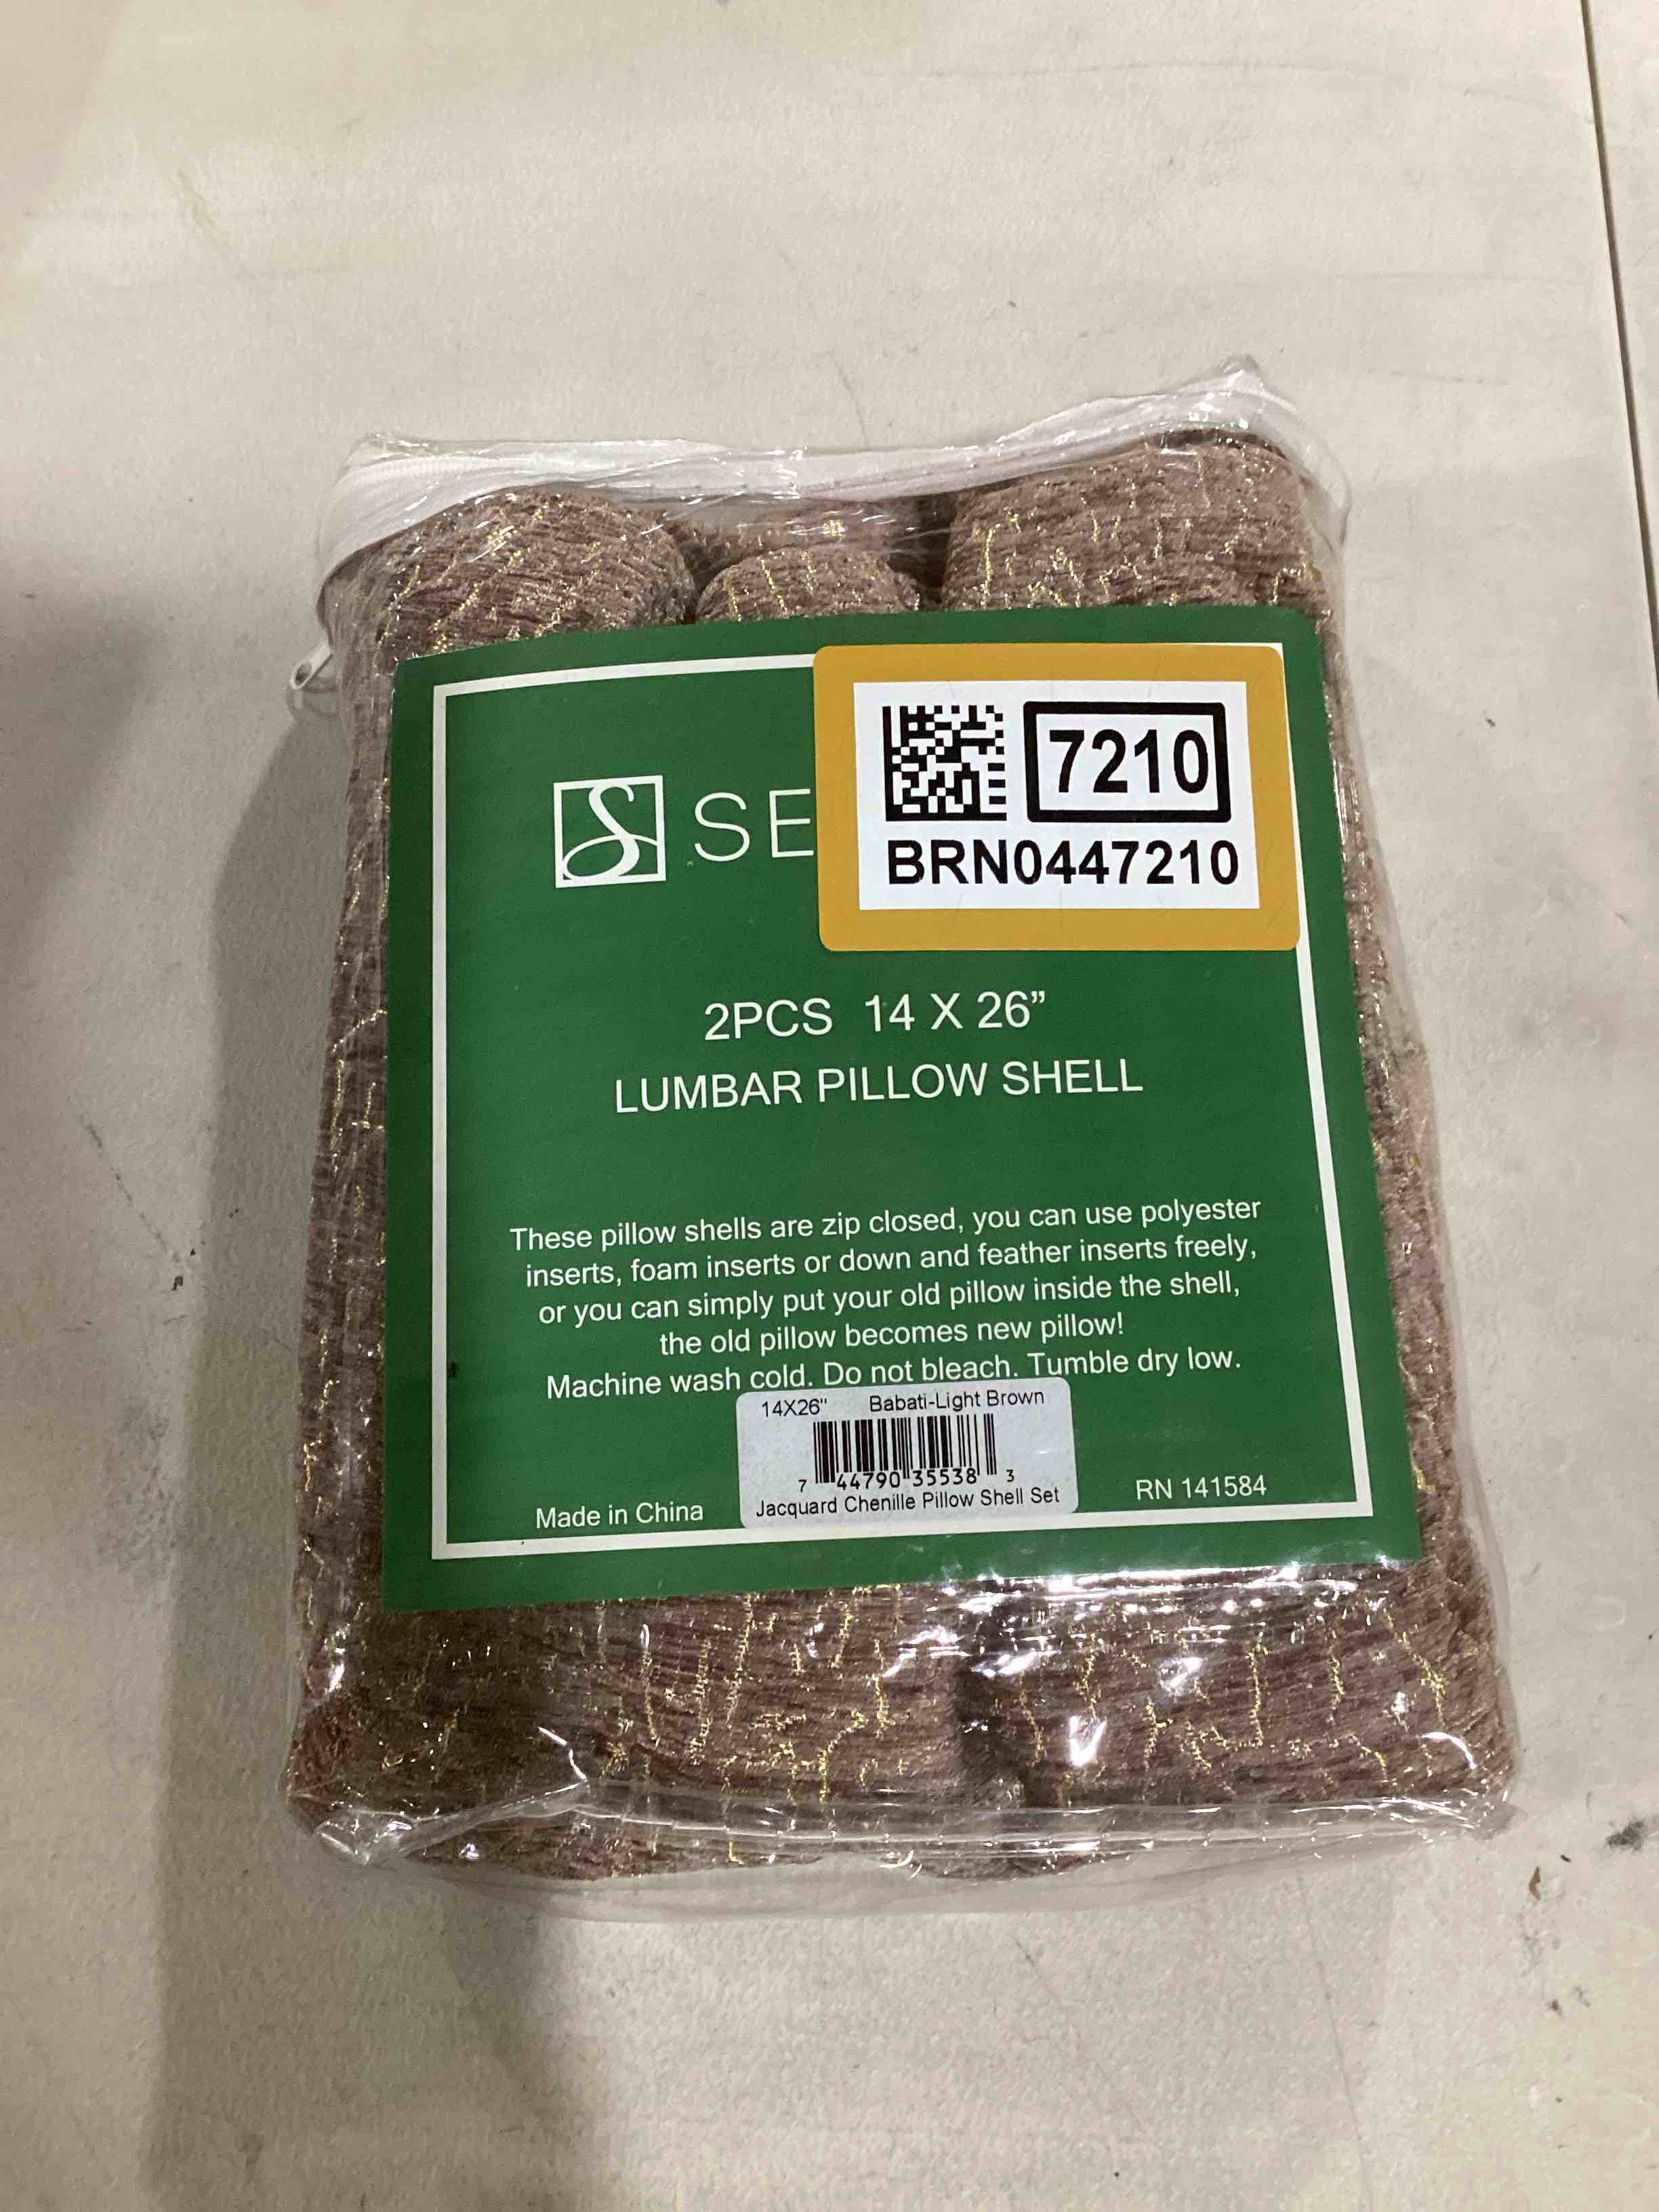 SE
7210
BRN0447210
2PCS 14 X 26”
LUMBAR PILLOW SHELL
These pillow shells are zip closed, you can use polyester
inserts, foam inserts or down and feather inserts freely,
or you can simply put your old pillow inside the shell,
the old pillow becomes new pillow!
Machine wash cold. Do not bleach. Tumble dry low.
14X26" Babati-Light Brown
7 44790 35538 3
Jacquard Chenille Pillow Shell Set
Made in China
RN 141584